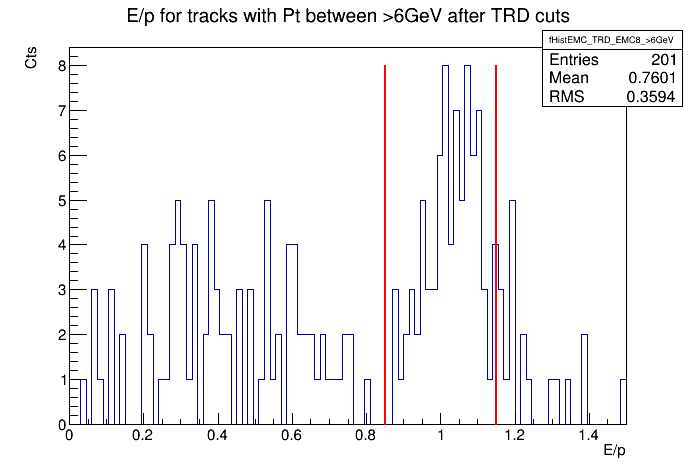 E/p for tracks with Pt between >6GeV after TRD cuts
fHistEMC_TRD_EMC8_>6GeV
Entries 201
Mean 0.7601
RMS 0.3594
Cts
8
7
6
5
4
3
2
1
0
0 0.2 0.4 0.6 0.8 1 1.2 1.4
E/p